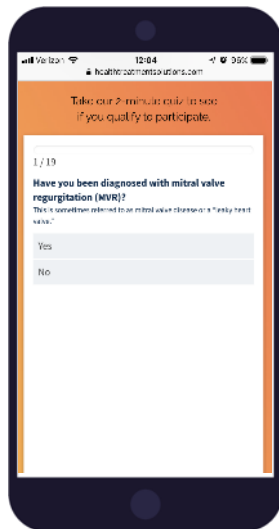 Verizon 12:04 96%
healthtreatmentsolutions.com
Take our 2-minute quiz to see
if you qualify to participate.
1 / 19
Have you been diagnosed with mitral valve
regurgitation (MVR)?
This is sometimes referred to as mitral valve disease or a "leaky heart
valve."
Yes
No